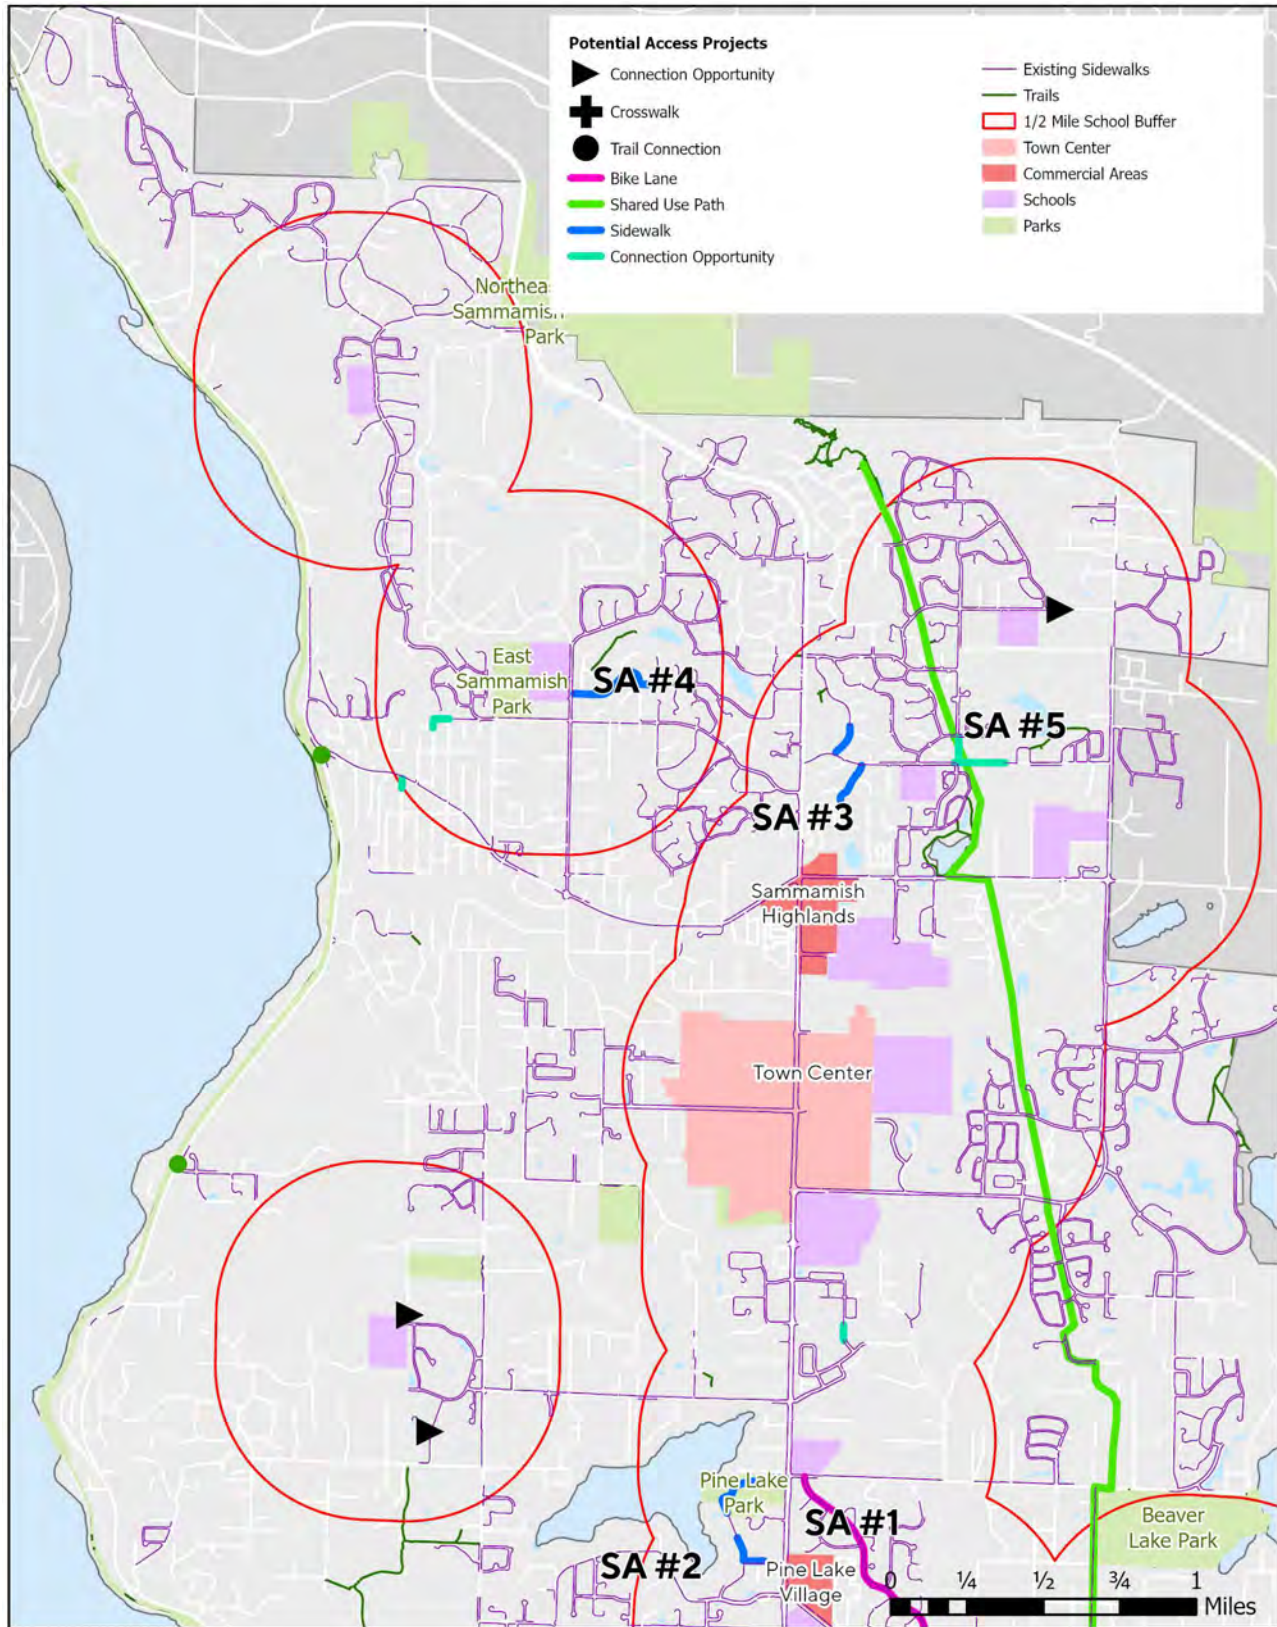 Potential Access Projects
Connection Opportunity
Crosswalk
Trail Connection
Bike Lane
Shared Use Path
Sidewalk
Connection Opportunity
Existing Sidewalks
Trails
1/2 Mile School Buffer
Town Center
Commercial Areas
Schools
Parks
Northeas
Sammamish
Park
East
Sammamish
Park
SA #4
SA #5
SA #3
Sammamish
Highlands
Town Center
Pine Lake
Park
SA #1
SA #2
Pine Lake
Village
Beaver
Lake Park
0 ¼ ½ ¾ 1
Miles